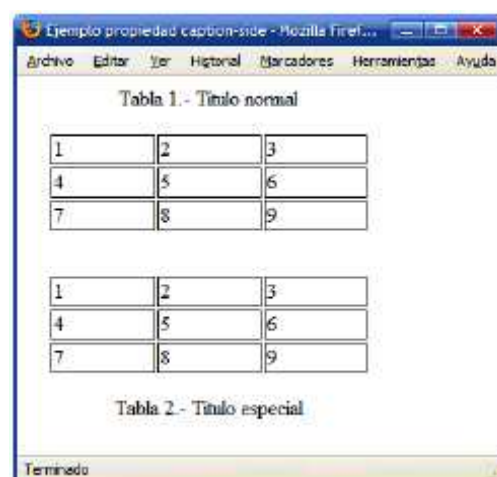 Ejemplo propiedad caption-side - Mozilla Firef...
Archivo Editar Ver Historial Marcadores Herramientas Ayuda
Tabla 1.- Título normal
1 2 3
4 5 6
7 8 9
1 2 3
4 5 6
7 8 9
Tabla 2.- Título especial
Terminado